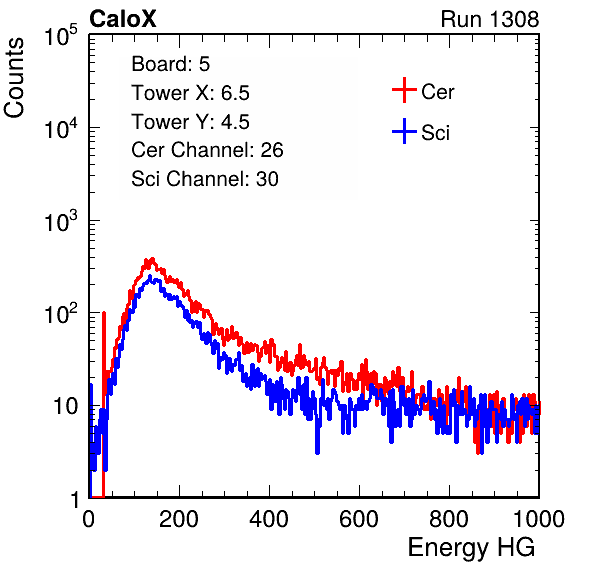 CaloX Run 1308
Counts
10^5
10^4
10^3
10^2
10
1
Board: 5
Tower X: 6.5
Tower Y: 4.5
Cer Channel: 26
Sci Channel: 30
Cer
Sci
0 200 400 600 800 1000
Energy HG